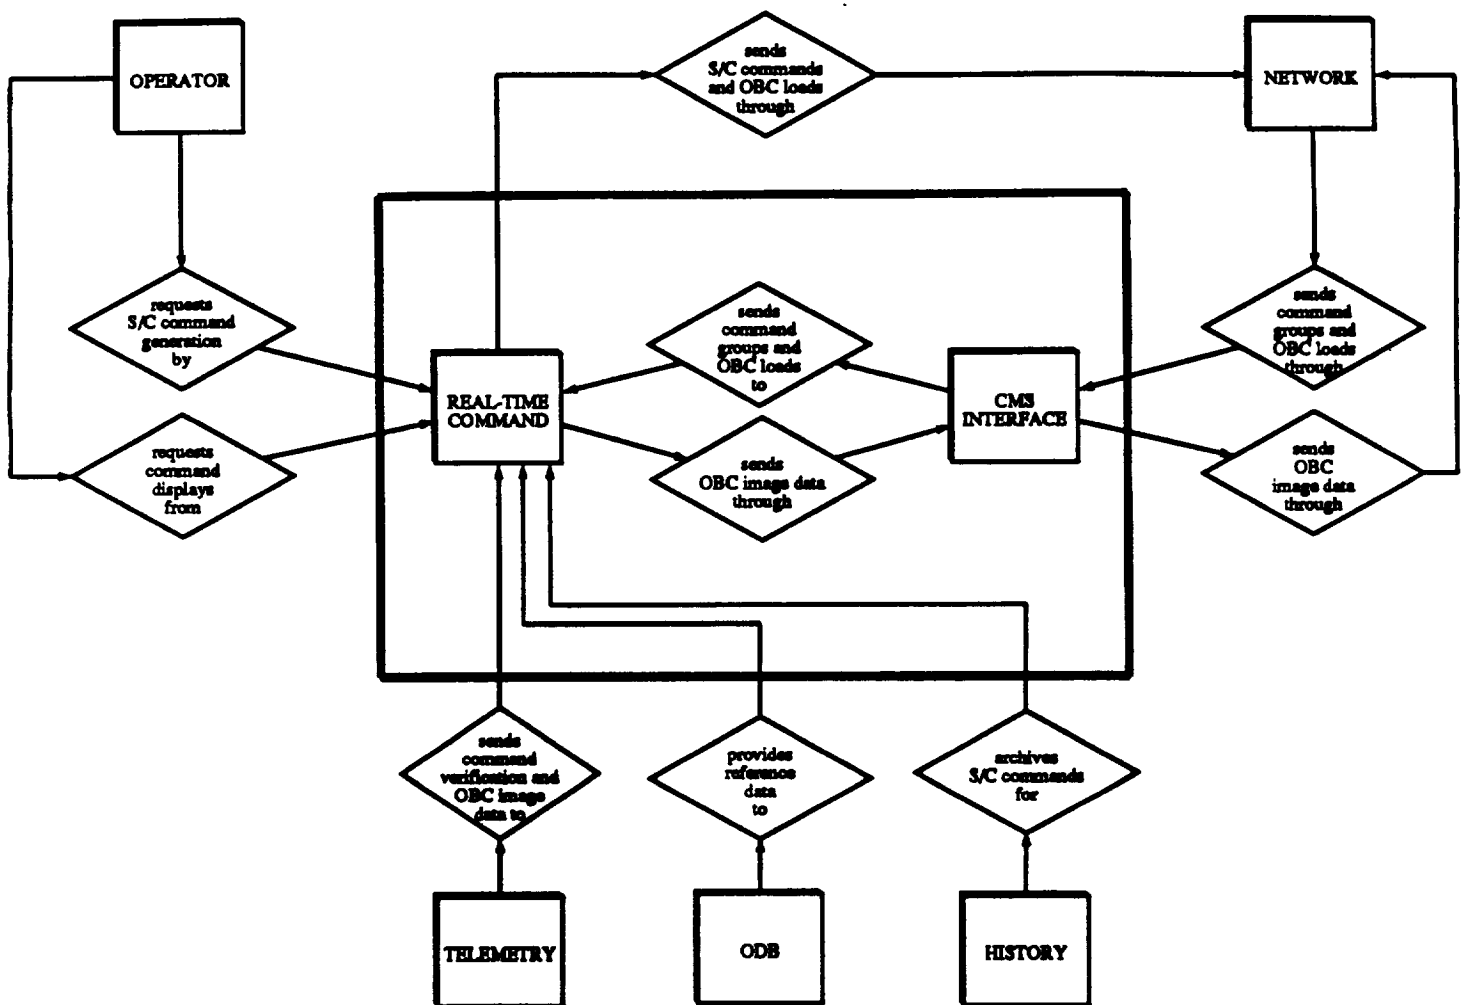 OPERATOR
sends
S/C commands
and OBC loads
through
NETWORK
requests
S/C command
generation
by
sends
command
groups and
OBC loads
to
sends
command
groups and
OBC loads
through
REAL-TIME
COMMAND
CMS
INTERFACE
requests
command
displays
from
sends
OBC image data
through
sends
OBC
image data
through
sends
command
verification and
OBC image
data to
provides
reference
data
to
archives
S/C commands
for
TELEMETRY
ODB
HISTORY